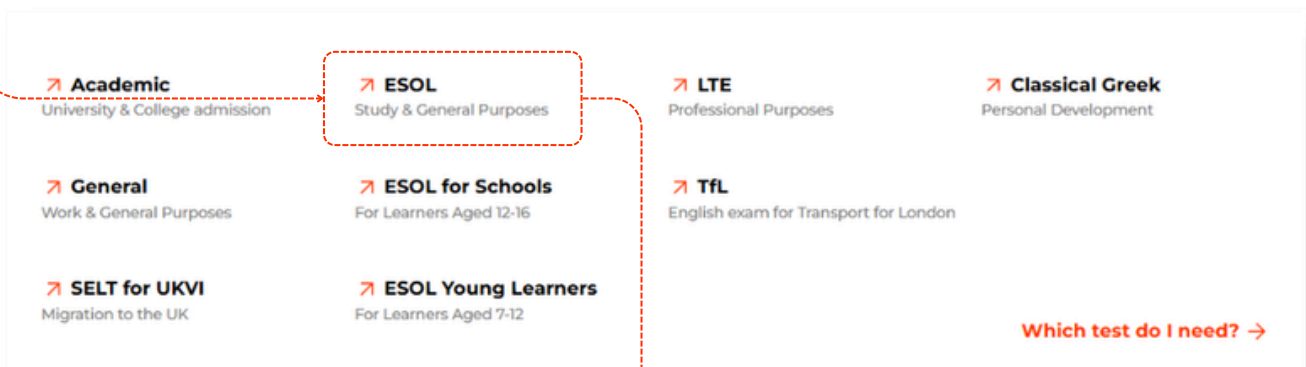 Academic
University & College admission
ESOL
Study & General Purposes
LTE
Professional Purposes
Classical Greek
Personal Development
General
Work & General Purposes
ESOL for Schools
For Learners Aged 12-16
TfL
English exam for Transport for London
SELT for UKVI
Migration to the UK
ESOL Young Learners
For Learners Aged 7-12
Which test do I need?